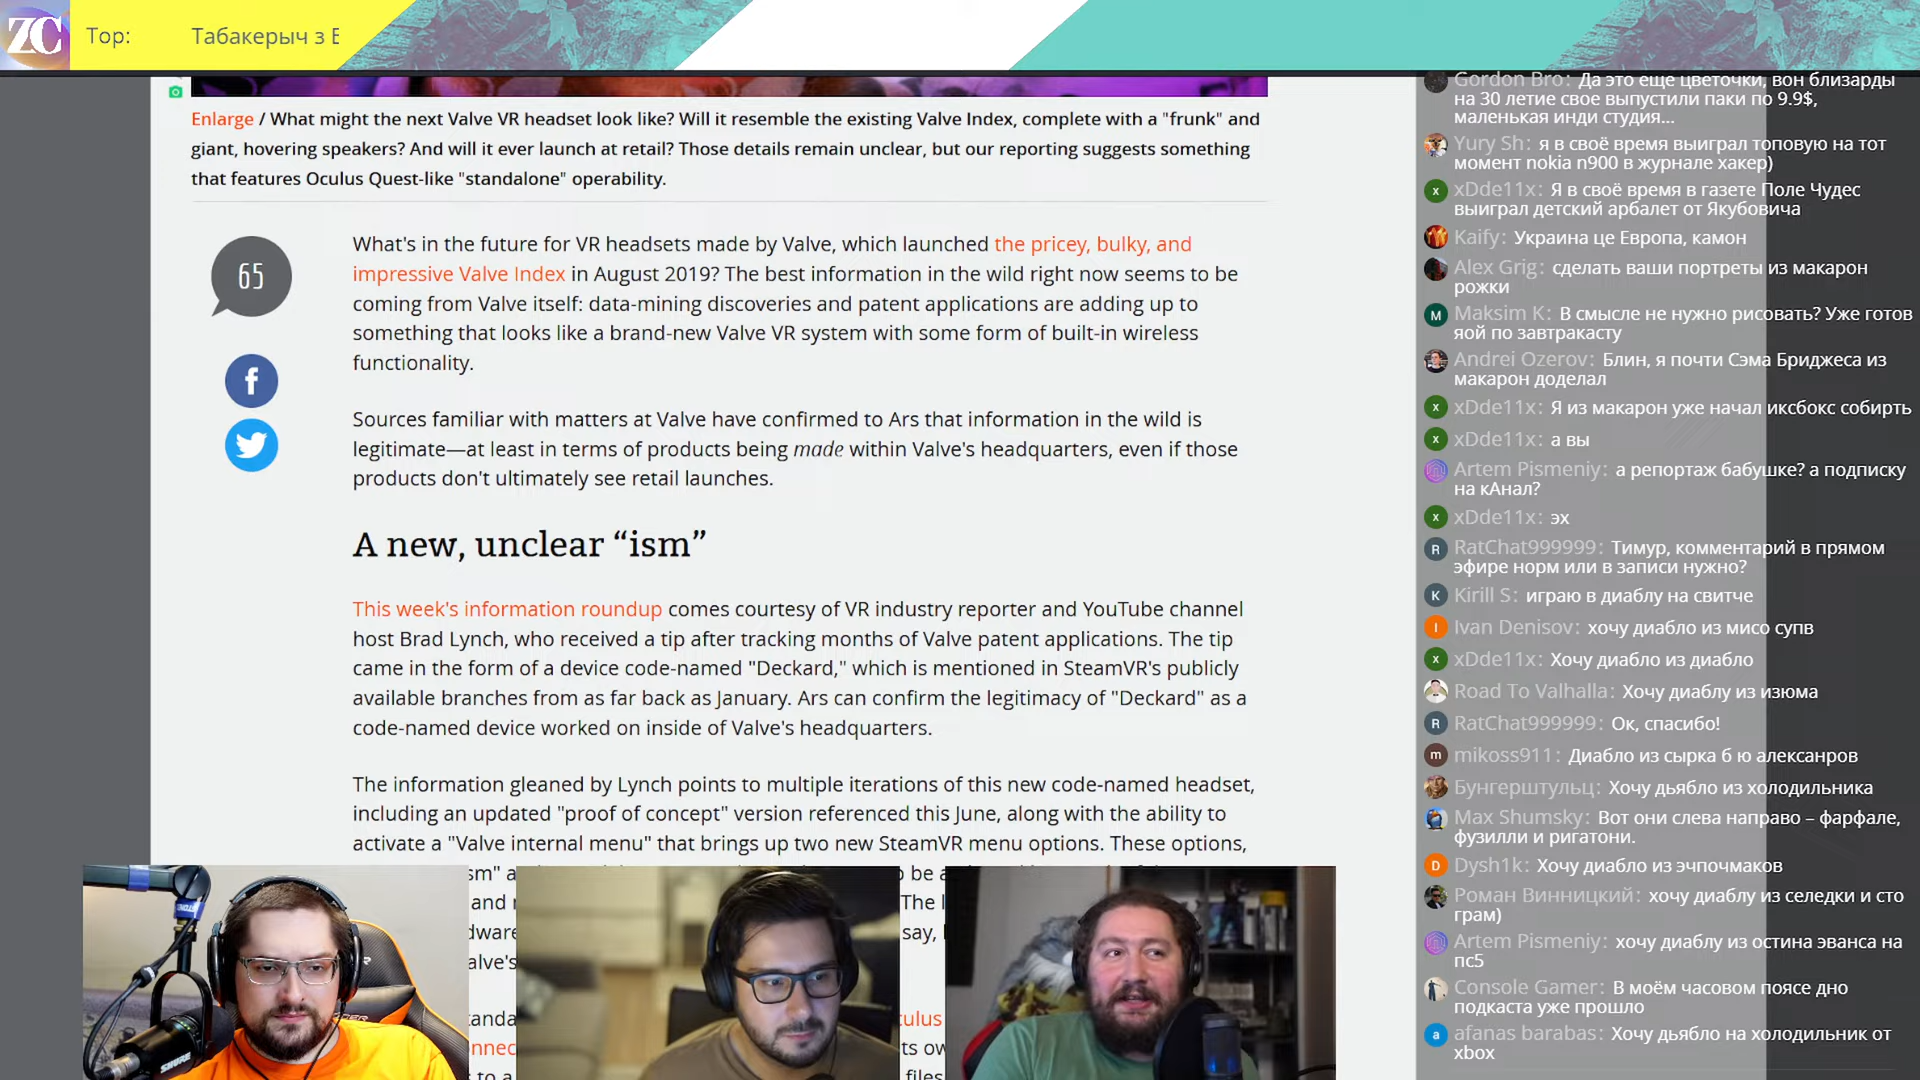 ZC
Top:
Табакерыч з Е
Enlarge / What might the next Valve VR headset look like? Will it resemble the existing Valve Index, complete with a "frunk" and
giant, hovering speakers? And will it ever launch at retail? Those details remain unclear, but our reporting suggests something
that features Oculus Quest-like "standalone" operability.
65
What's in the future for VR headsets made by Valve, which launched the pricey, bulky, and
impressive Valve Index in August 2019? The best information in the wild right now seems to be
coming from Valve itself: data-mining discoveries and patent applications are adding up to
something that looks like a brand-new Valve VR system with some form of built-in wireless
functionality.
Sources familiar with matters at Valve have confirmed to Ars that information in the wild is
legitimate—at least in terms of products being made within Valve's headquarters, even if those
products don't ultimately see retail launches.
A new, unclear “ism”
This week's information roundup comes courtesy of VR industry reporter and YouTube channel
host Brad Lynch, who received a tip after tracking months of Valve patent applications. The tip
came in the form of a device code-named "Deckard," which is mentioned in SteamVR's publicly
available branches from as far back as January. Ars can confirm the legitimacy of "Deckard" as a
code-named device worked on inside of Valve's headquarters.
The information gleaned by Lynch points to multiple iterations of this new code-named headset,
including an updated "proof of concept" version referenced this June, along with the ability to
activate a "Valve internal menu" that brings up two new SteamVR menu options. These options,
SHURE
Gordon Bro: Да это еще цветочки, вон близарды
на 30 летие свое выпустили паки по 9.9$,
маленькая инди студия...
Yury Sh: я в своё время выиграл топовую на тот
момент nokia n900 в журнале хакер)
xDde11x: Я в своё время в газете Поле Чудес
выиграл детский арбалет от Якубовича
Kaify: Украина це Европа, камон
Alex Grig: сделать ваши портреты из макарон
рожки
Maksim K: В смысле не нужно рисовать? Уже готов
яой по завтракасту
Andrei Ozerov: Блин, я почти Сэма Бриджеса из
макарон доделал
xDde11x: Я из макарон уже начал иксбокс собирть
xDde11x: а вы
Artem Pismeniy: а репортаж бабушке? а подписку
на кАнал?
xDde11x: эх
RatChat999999: Тимур, комментарий в прямом
эфире норм или в записи нужно?
Kirill S: играю в диаблу на свитче
Ivan Denisov: хочу диабло из мисо супв
xDde11x: Хочу диабло из диабло
Road To Valhalla: Хочу диаблу из изюма
RatChat999999: Ок, спасибо!
mikoss911: Диабло из сырка б ю алексанров
Бунгерштульц: Хочу дьябло из холодильника
Max Shumsky: Вот они слева направо – фарфале,
фузилли и ригатони.
Dysh1k: Хочу диабло из эчпочмаков
Роман Винницкий: хочу диаблу из селедки и сто
грам)
Artem Pismeniy: хочу диаблу из остина эванса на
пс5
Console Gamer: В моём часовом поясе дно
подкаста уже прошло
afanas barabas: Хочу дьябло на холодильник от
xbox